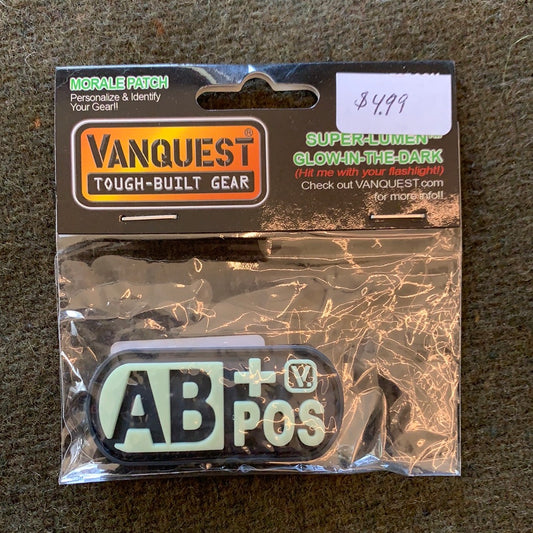 MORALE PATCH
Personalize & Identify
Your Gear!!
$4.99
VANQUEST®
TOUGH-BUILT GEAR
SUPER-LUMEN™
GLOW-IN-THE-DARK
(Hit me with your flashlight!)
Check out VANQUEST.com
for more info!!
AB + V.
POS